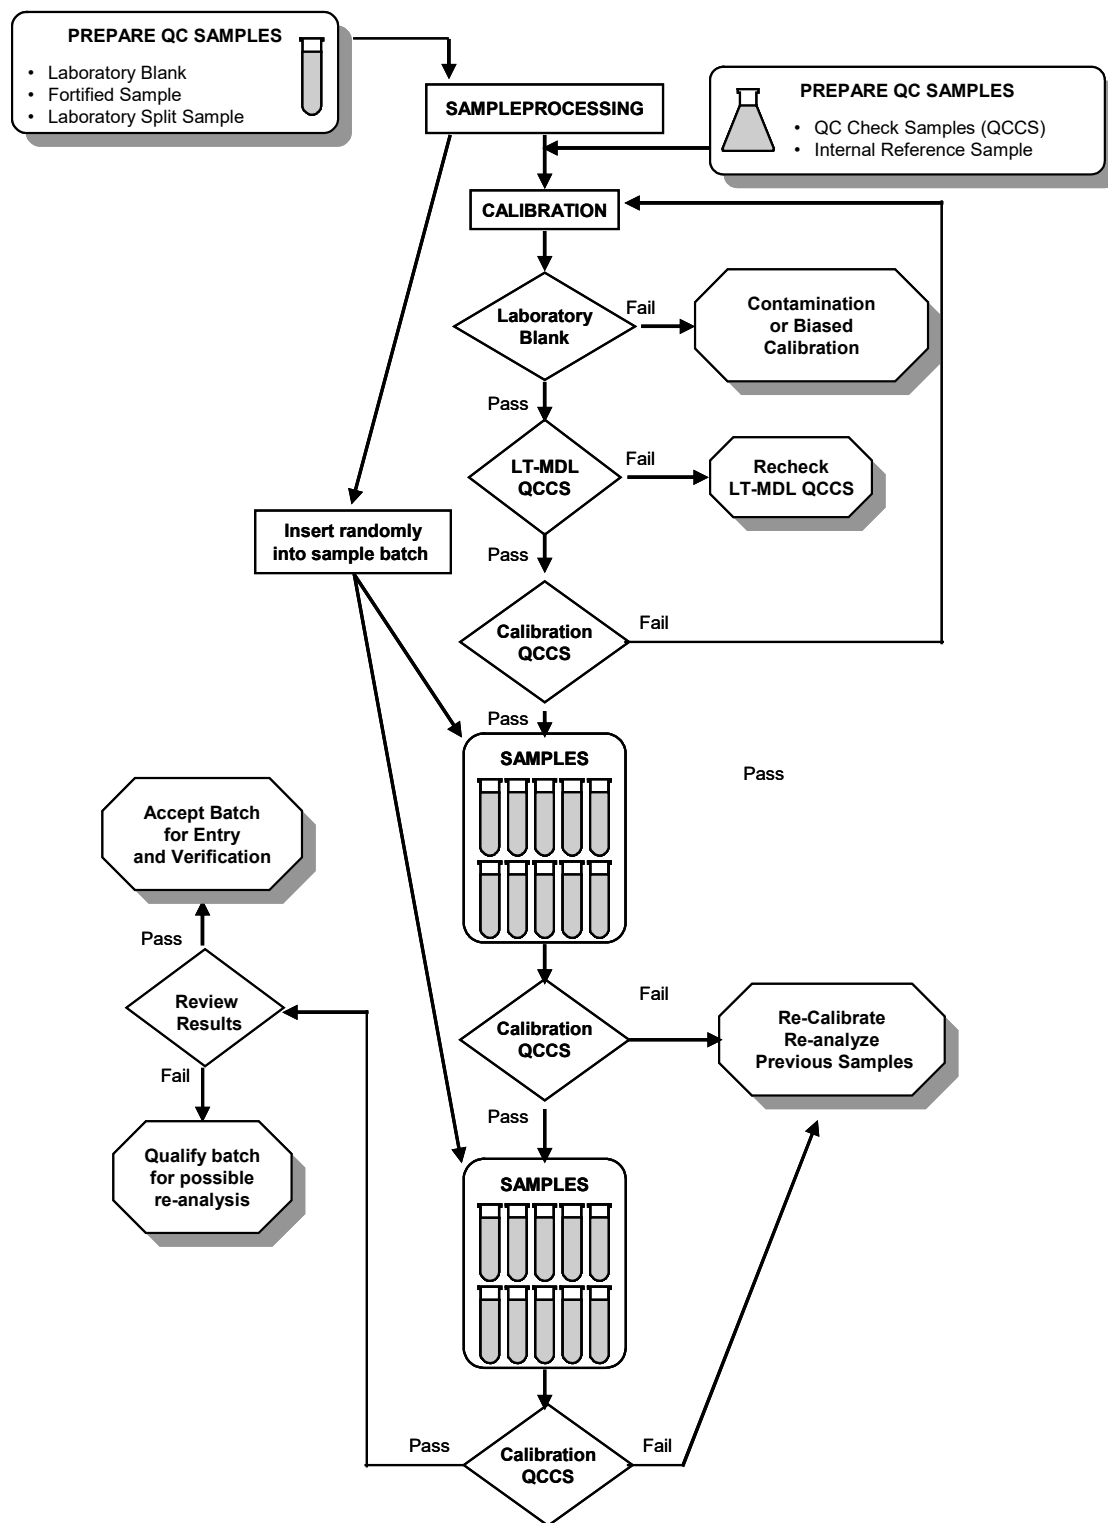 PREPARE QC SAMPLES
• Laboratory Blank
• Fortified Sample
• Laboratory Split Sample
SAMPLEPROCESSING
PREPARE QC SAMPLES
• QC Check Samples (QCCS)
• Internal Reference Sample
CALIBRATION
Laboratory
Blank
Fail
Contamination
or Biased
Calibration
Pass
LT-MDL
QCCS
Fail
Recheck
LT-MDL QCCS
Insert randomly
into sample batch
Pass
Calibration
QCCS
Fail
Pass
SAMPLES
Pass
Accept Batch
for Entry
and Verification
Pass
Review
Results
Fail
Qualify batch
for possible
re-analysis
Calibration
QCCS
Fail
Re-Calibrate
Re-analyze
Previous Samples
Pass
SAMPLES
Pass
Calibration
QCCS
Fail